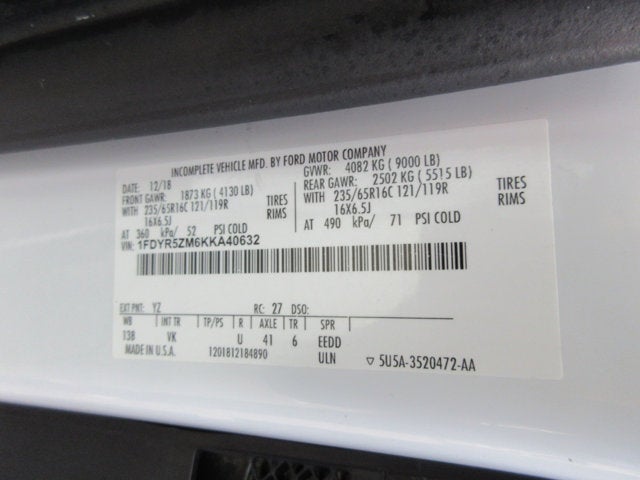 INCOMPLETE VEHICLE MFD. BY FORD MOTOR COMPANY
DATE: 12/18 GVWR: 4082 KG ( 9000 LB)
FRONT GAWR: 1873 KG ( 4130 LB) REAR GAWR: 2502 KG ( 5515 LB)
WITH 235/65R16C 121/119R TIRES WITH 235/65R16C 121/119R TIRES
16X6.5J RIMS 16X6.5J RIMS
AT 360 kPa/ 52 PSI COLD AT 490 kPa/ 71 PSI COLD
VIN: 1FDYR5ZM6KKA40632
EXT PNT: YZ RC: 27 DSO:
WB INT TR TP/PS R AXLE TR SPR
138 VK U 41 6 EEDD
MADE IN U.S.A. 1201812184890 ULN ▽ 5U5A-3520472-AA